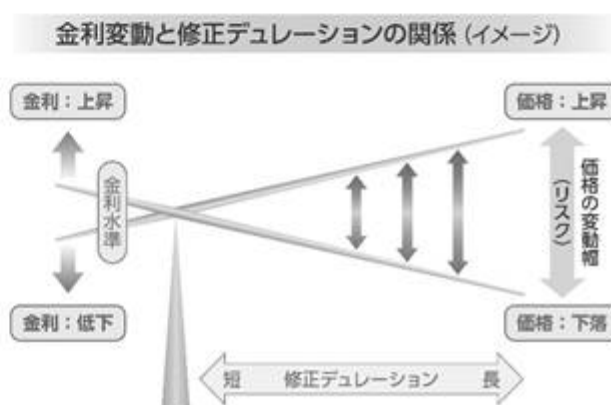 金利変動と修正デュレーションの関係（イメージ）
金利：上昇
価格：上昇
金利水準
価格の変動幅
（リスク）
金利：低下
価格：下落
短 修正デュレーション 長